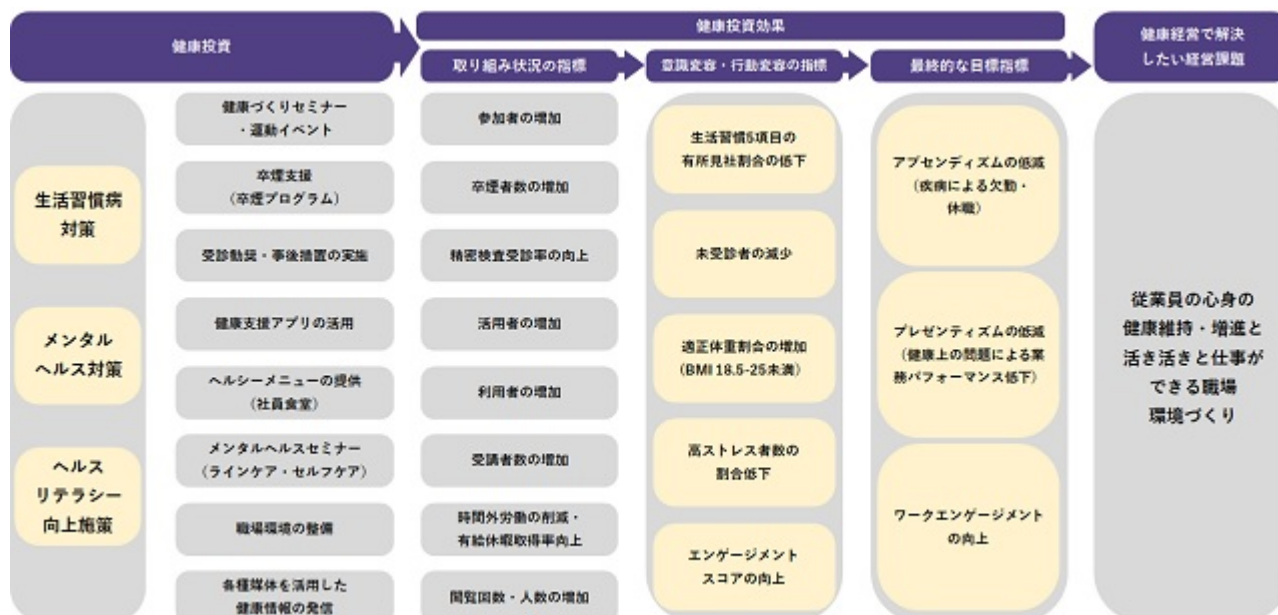 健康投資
健康投資効果
健康経営で解決
したい経営課題
取り組み状況の指標
意識変容・行動変容の指標
最終的な目標指標
生活習慣病
対策
メンタル
ヘルス対策
ヘルス
リテラシー
向上施策
健康づくりセミナー
・運動イベント
卒煙支援
（卒煙プログラム）
受診勧奨・事後措置の実施
健康支援アプリの活用
ヘルシーメニューの提供
（社員食堂）
メンタルヘルスセミナー
（ラインケア・セルフケア）
職場環境の整備
各種媒体を活用した
健康情報の発信
参加者の増加
卒煙者数の増加
精密検査受診率の向上
活用者の増加
利用者の増加
受講者数の増加
時間外労働の削減・
有給休暇取得率向上
閲覧回数・人数の増加
生活習慣5項目の
有所見社割合の低下
未受診者の減少
適正体重割合の増加
（BMI 18.5-25未満）
高ストレス者数の
割合低下
エンゲージメント
スコアの向上
アブセンディズムの低減
（疾病による欠勤・
休職）
プレゼンティズムの低減
（健康上の問題による業
務パフォーマンス低下）
ワークエンゲージメント
の向上
従業員の心身の
健康維持・増進と
活き活きと仕事が
できる職場
環境づくり